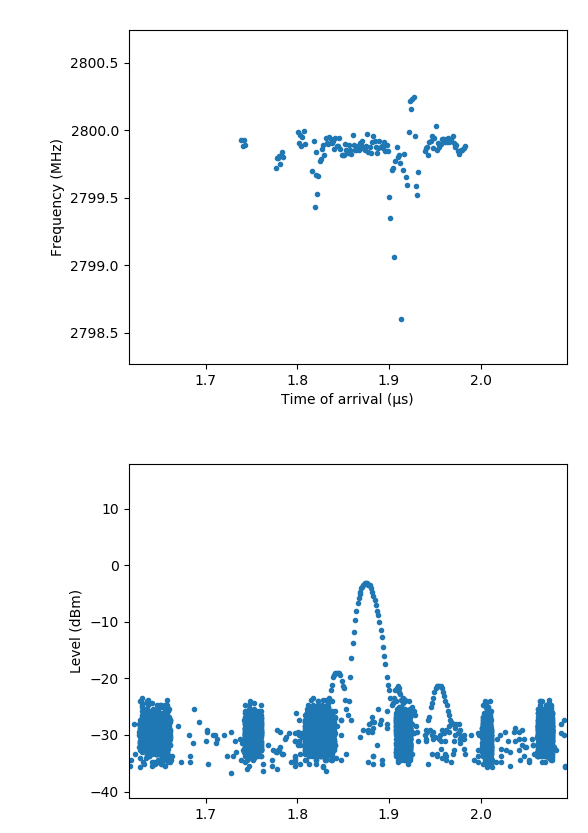 2800.5
2800.0
2799.5
2799.0
2798.5
Frequency (MHz)
1.7 1.8 1.9 2.0
Time of arrival (µs)
10
0
−10
−20
−30
−40
Level (dBm)
1.7 1.8 1.9 2.0